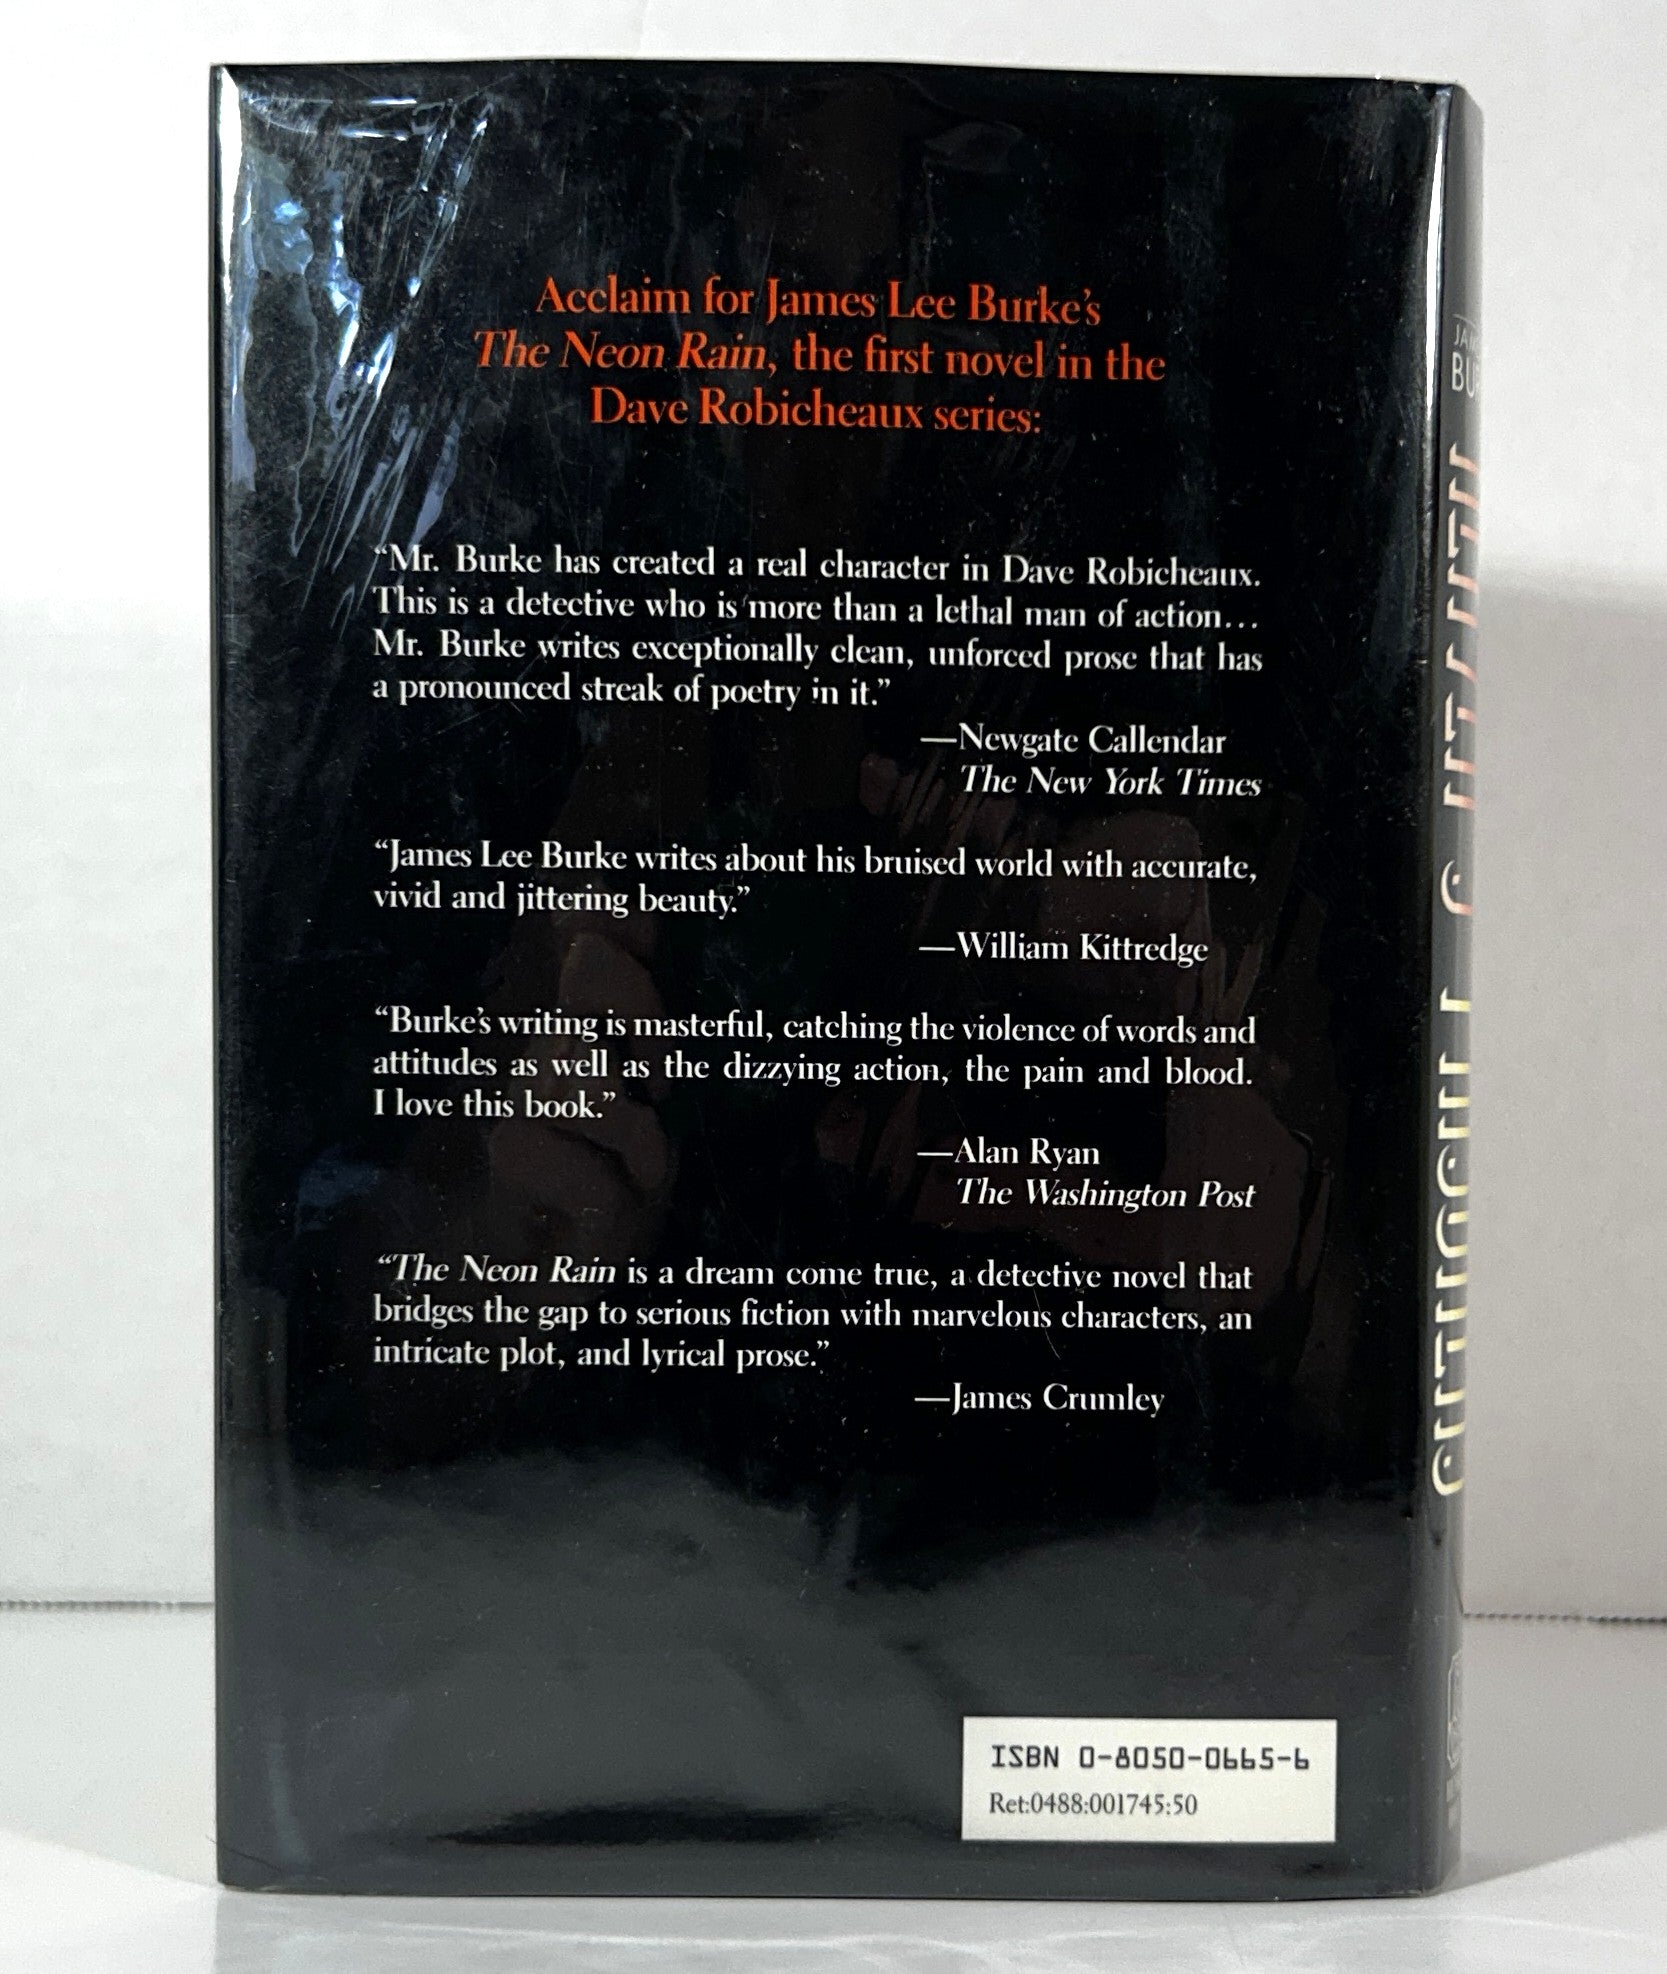 Acclaim for James Lee Burke's
The Neon Rain, the first novel in the
Dave Robicheaux series:
“Mr. Burke has created a real character in Dave Robicheaux.
This is a detective who is more than a lethal man of action...
Mr. Burke writes exceptionally clean, unforced prose that has
a pronounced streak of poetry in it.”
—Newgate Callendar
The New York Times
“James Lee Burke writes about his bruised world with accurate,
vivid and jittering beauty.”
—William Kittredge
“Burke's writing is masterful, catching the violence of words and
attitudes as well as the dizzying action, the pain and blood.
I love this book.”
—Alan Ryan
The Washington Post
“The Neon Rain is a dream come true, a detective novel that
bridges the gap to serious fiction with marvelous characters, an
intricate plot, and lyrical prose.”
—James Crumley
ISBN 0-8050-0665-6
Ret:0488:001745:50